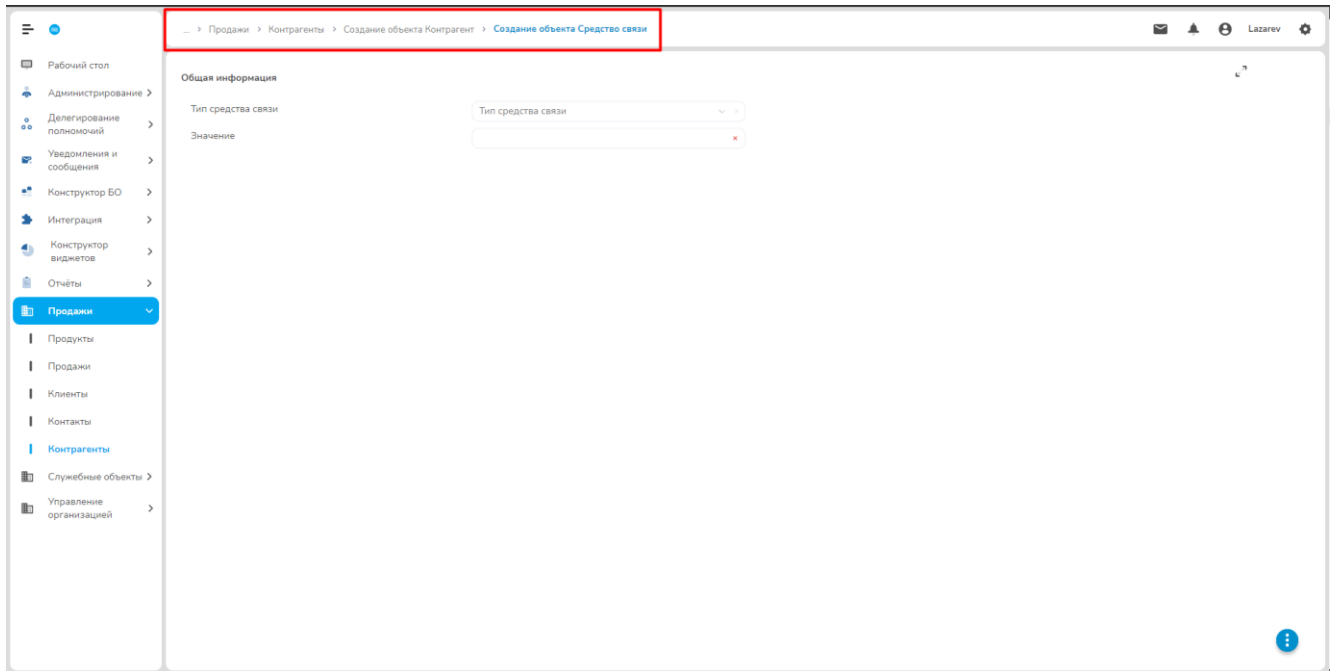 ... > Продажи > Контрагенты > Создание объекта Контрагент > Создание объекта Средство связи
Lazarev
Рабочий стол
Администрирование
Делегирование
полномочий
Уведомления и
сообщения
Конструктор БО
Интеграция
Конструктор
виджетов
Отчёты
Продажи
Продукты
Продажи
Клиенты
Контакты
Контрагенты
Служебные объекты
Управление
организацией
Общая информация
Тип средства связи
Тип средства связи
Значение